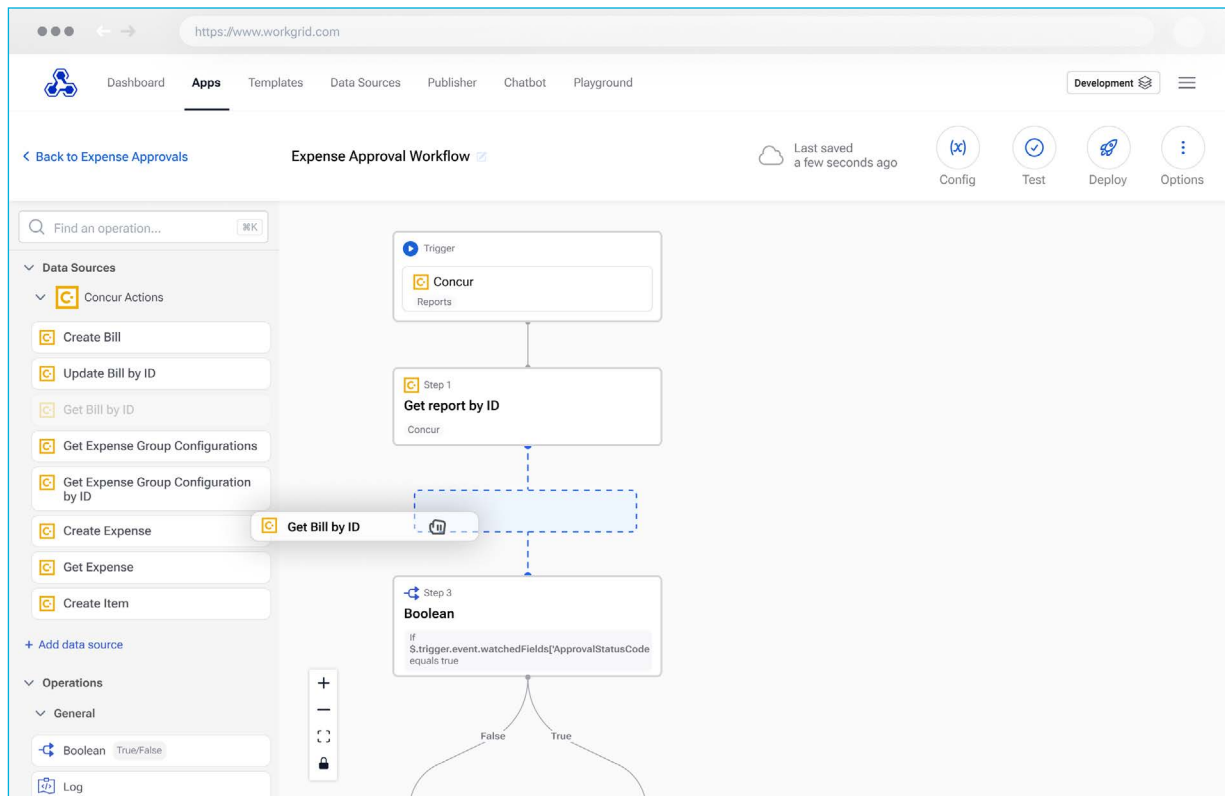 https://www.workgrid.com
Dashboard
Apps
Templates
Data Sources
Publisher
Chatbot
Playground
Development
Back to Expense Approvals
Expense Approval Workflow
Last saved
a few seconds ago
(x)
Config
Test
Deploy
Options
Find an operation...
⌘K
Data Sources
Concur Actions
Create Bill
Update Bill by ID
Get Bill by ID
Get Expense Group Configurations
Get Expense Group Configuration
by ID
Create Expense
Get Expense
Create Item
+ Add data source
Operations
General
Boolean True/False
Log
Trigger
Concur
Reports
Step 1
Get report by ID
Concur
Get Bill by ID
Step 3
Boolean
If
$.trigger.event.watchedFields['ApprovalStatusCode
equals true
False
True